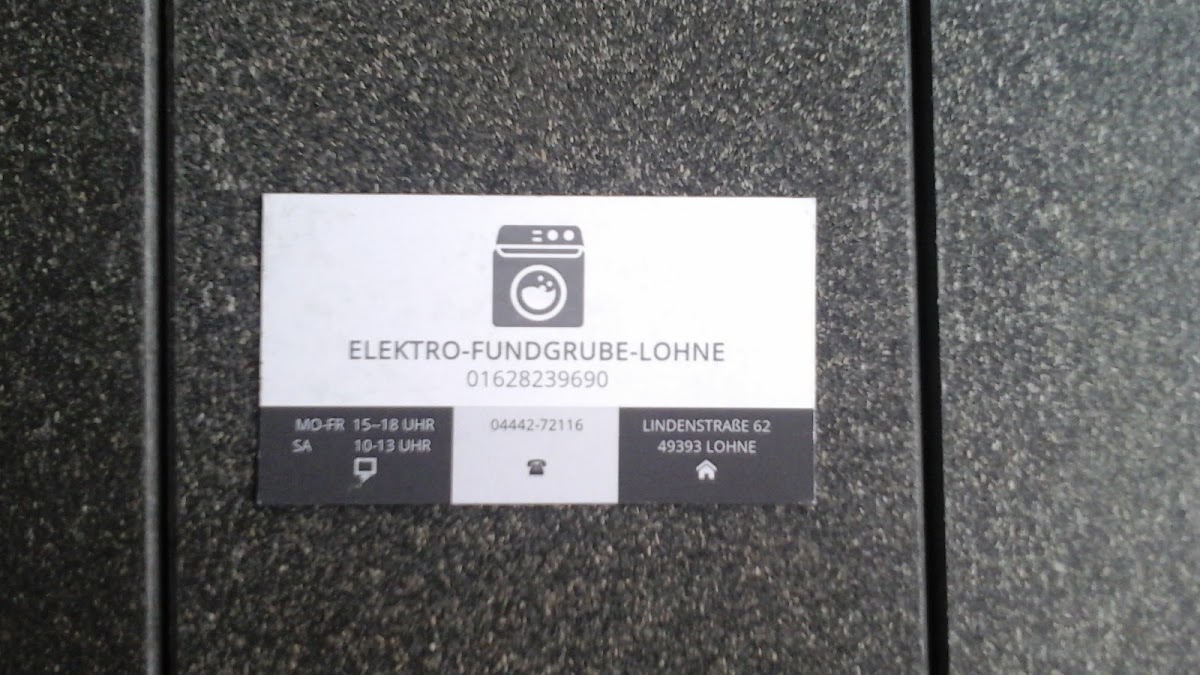 ELEKTRO-FUNDGRUBE-LOHNE
01628239690
MO-FR 15–18 UHR
SA 10-13 UHR
04442-72116
LINDENSTRAßE 62
49393 LOHNE